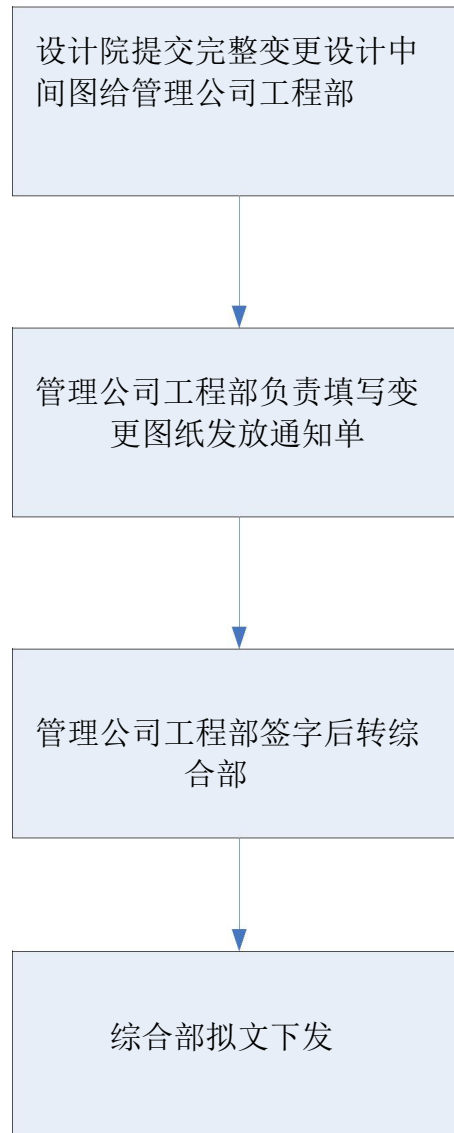 设计院提交完整变更设计中
间图给管理公司工程部
管理公司工程部负责填写变
更图纸发放通知单
管理公司工程部签字后转综
合部
综合部拟文下发